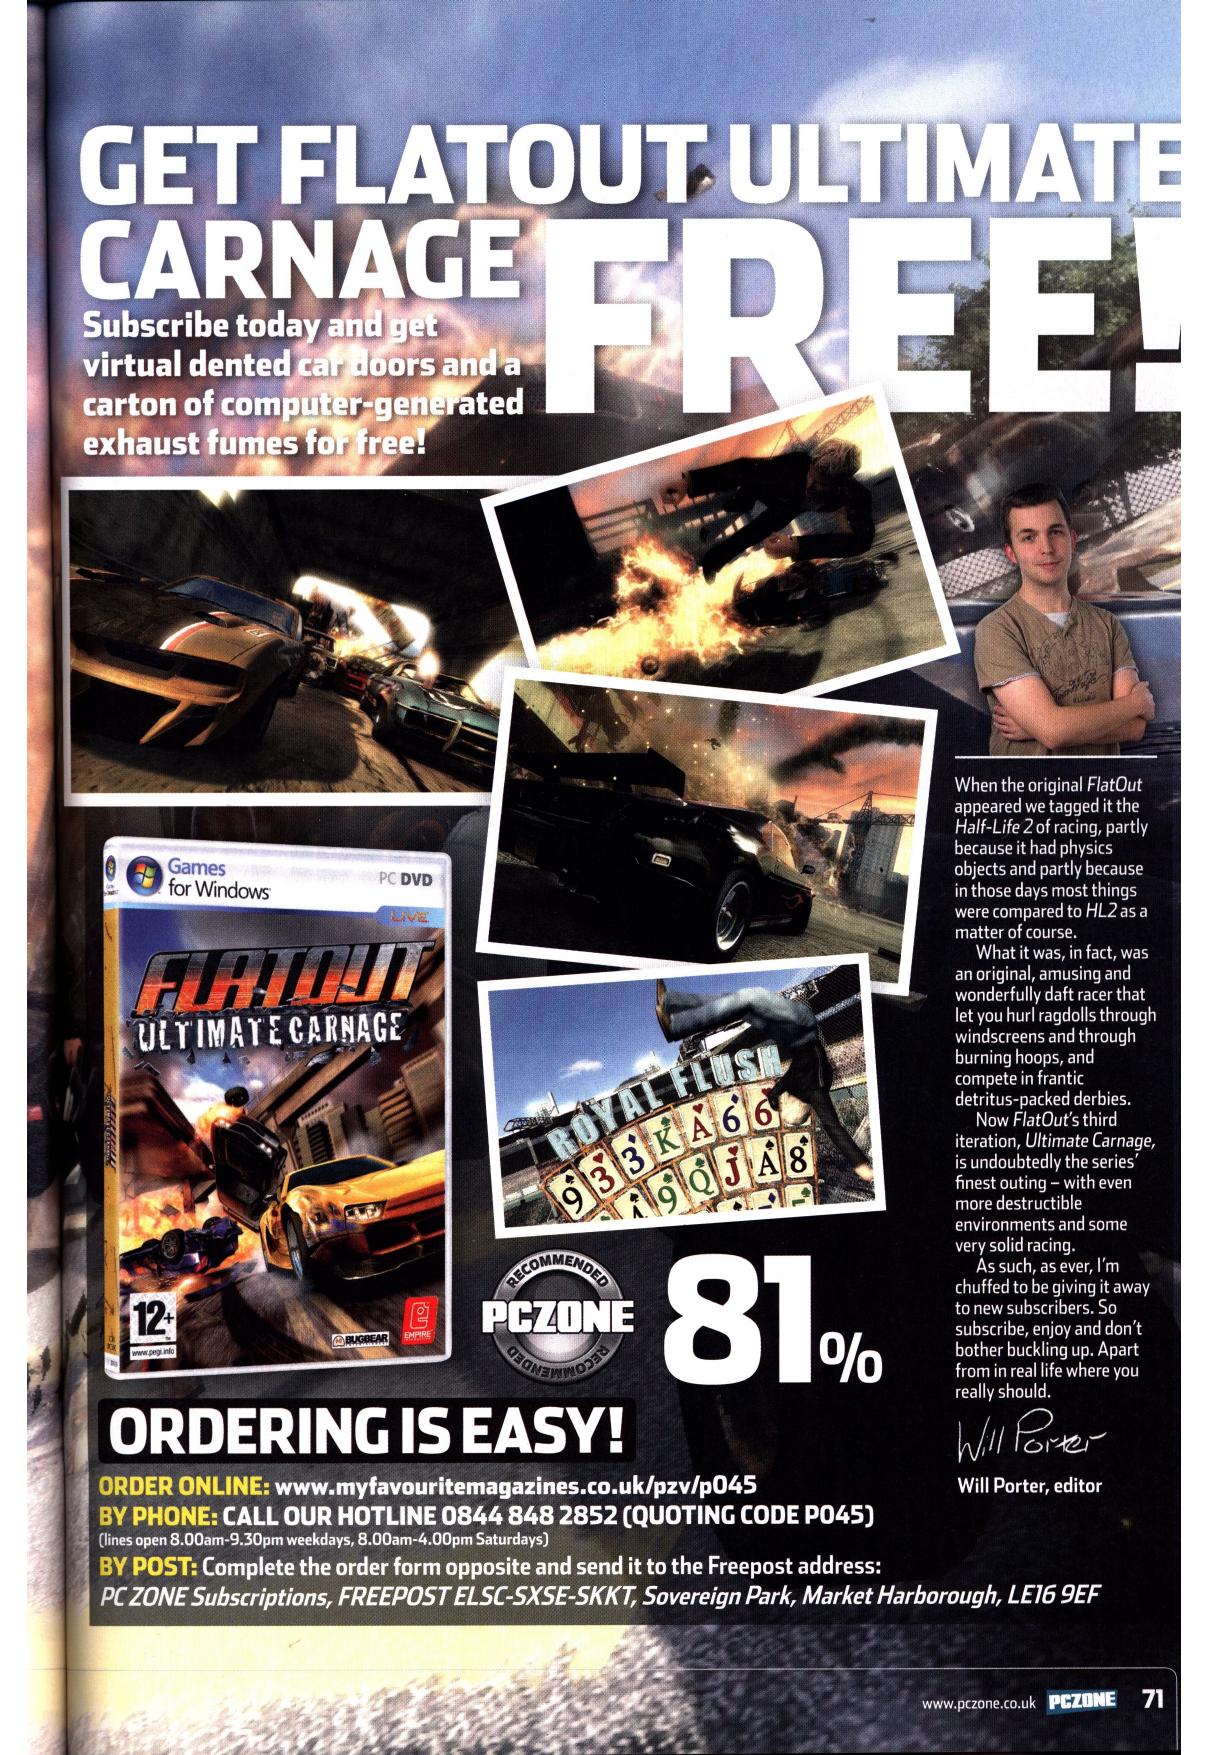 GET FLATOUT ULTIMATE
CARNAGE FREE!
Subscribe today and get
virtual dented car doors and a
carton of computer-generated
exhaust fumes for free!
When the original FlatOut
appeared we tagged it the
Half-Life 2 of racing, partly
because it had physics
objects and partly because
in those days most things
were compared to HL2 as a
matter of course.
What it was, in fact, was
an original, amusing and
wonderfully daft racer that
let you hurl ragdolls through
windscreens and through
burning hoops, and
compete in frantic
detritus-packed derbies.
Now FlatOut's third
iteration, Ultimate Carnage,
is undoubtedly the series'
finest outing – with even
more destructible
environments and some
very solid racing.
As such, as ever, I'm
chuffed to be giving it away
to new subscribers. So
subscribe, enjoy and don't
bother buckling up. Apart
from in real life where you
really should.
Will Porter
Will Porter, editor
Games
for Windows
PC DVD
LIVE
FLATOUT
ULTIMATE CARNAGE
12+
www.pegi.info
BUGBEAR
EMPIRE
ROYAL FLUSH
9 3 3 K A 6 6
A 9 Q J A 8
RECOMMENDED
PCZONE
RECOMMENDED
81%
ORDERING IS EASY!
ORDER ONLINE: www.myfavouritemagazines.co.uk/pzv/p045
BY PHONE: CALL OUR HOTLINE 0844 848 2852 (QUOTING CODE P045)
(lines open 8.00am-9.30pm weekdays, 8.00am-4.00pm Saturdays)
BY POST: Complete the order form opposite and send it to the Freepost address:
PC ZONE Subscriptions, FREEPOST ELSC-SXSE-SKKT, Sovereign Park, Market Harborough, LE16 9EF
www.pczone.co.uk PCZONE 71